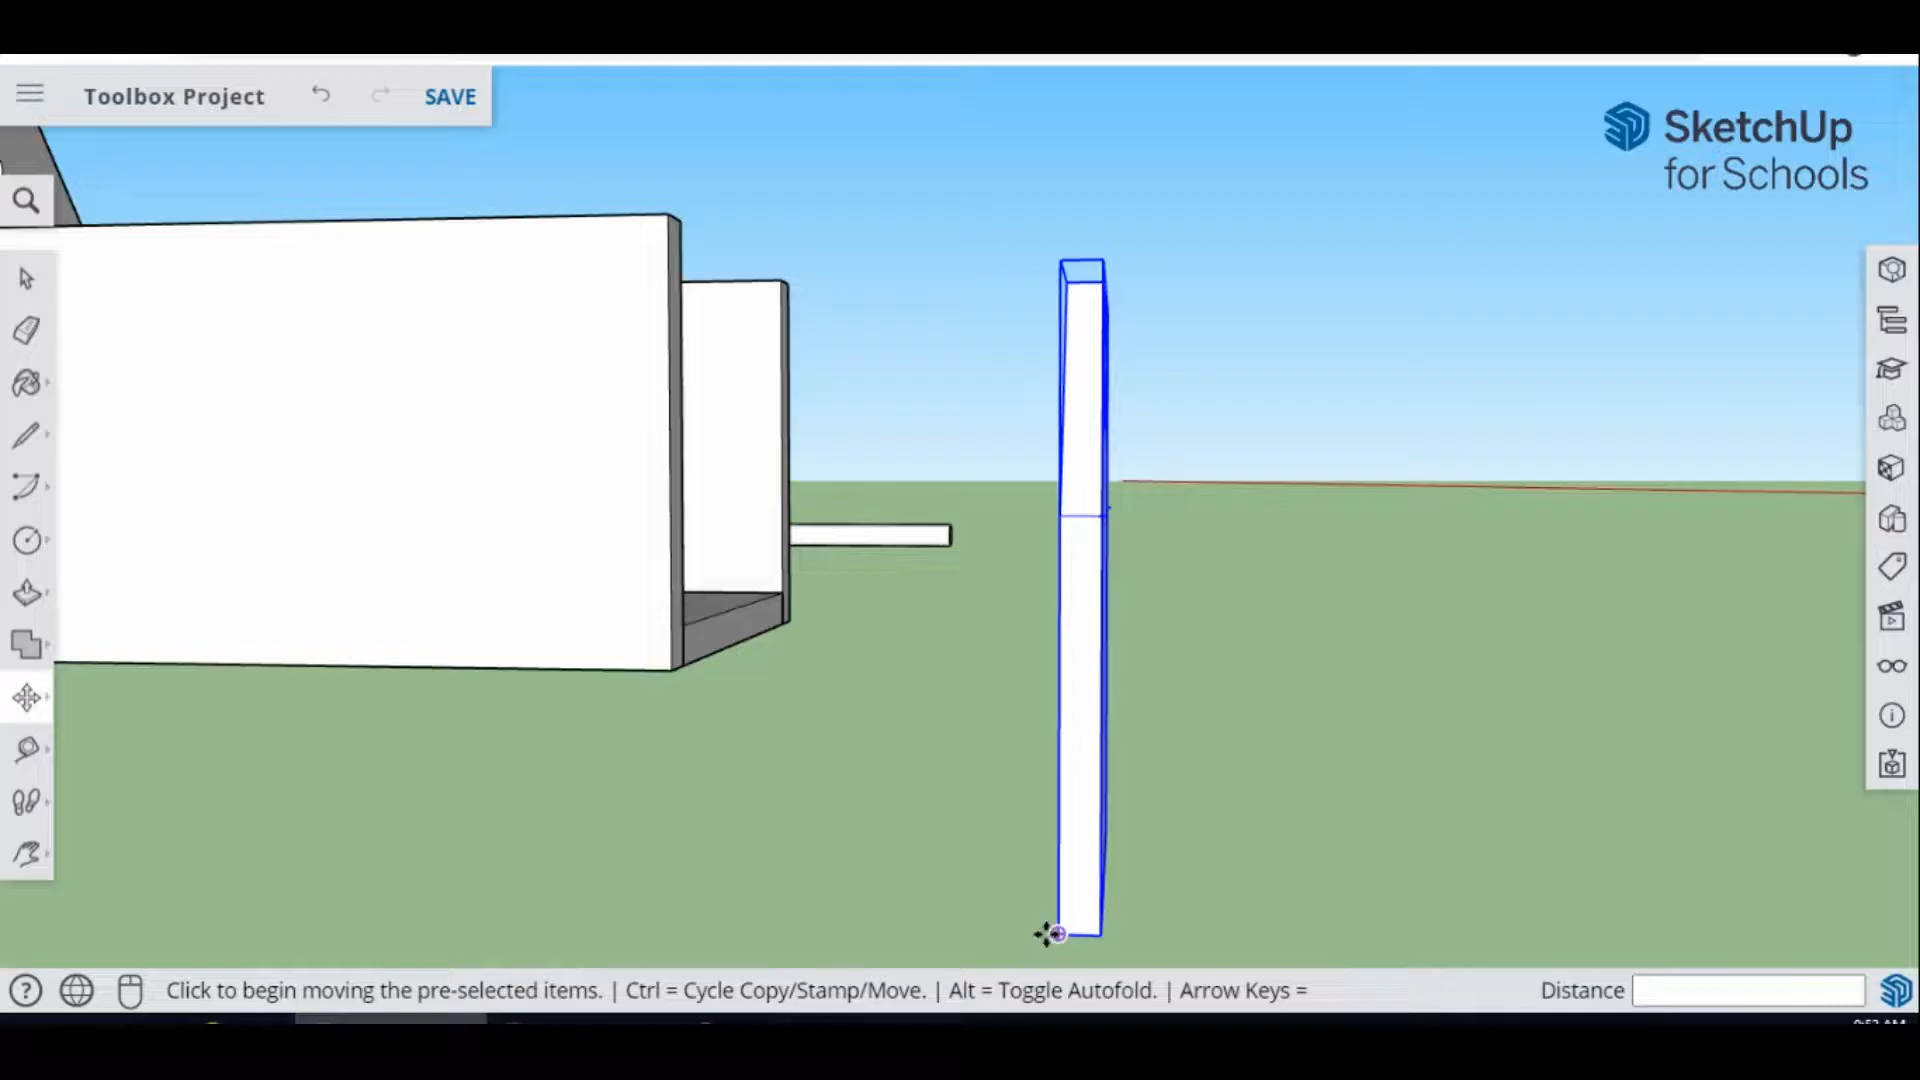 Toolbox Project SAVE
SketchUp
for Schools
Click to begin moving the pre-selected items. | Ctrl = Cycle Copy/Stamp/Move. | Alt = Toggle Autofold. | Arrow Keys =
Distance